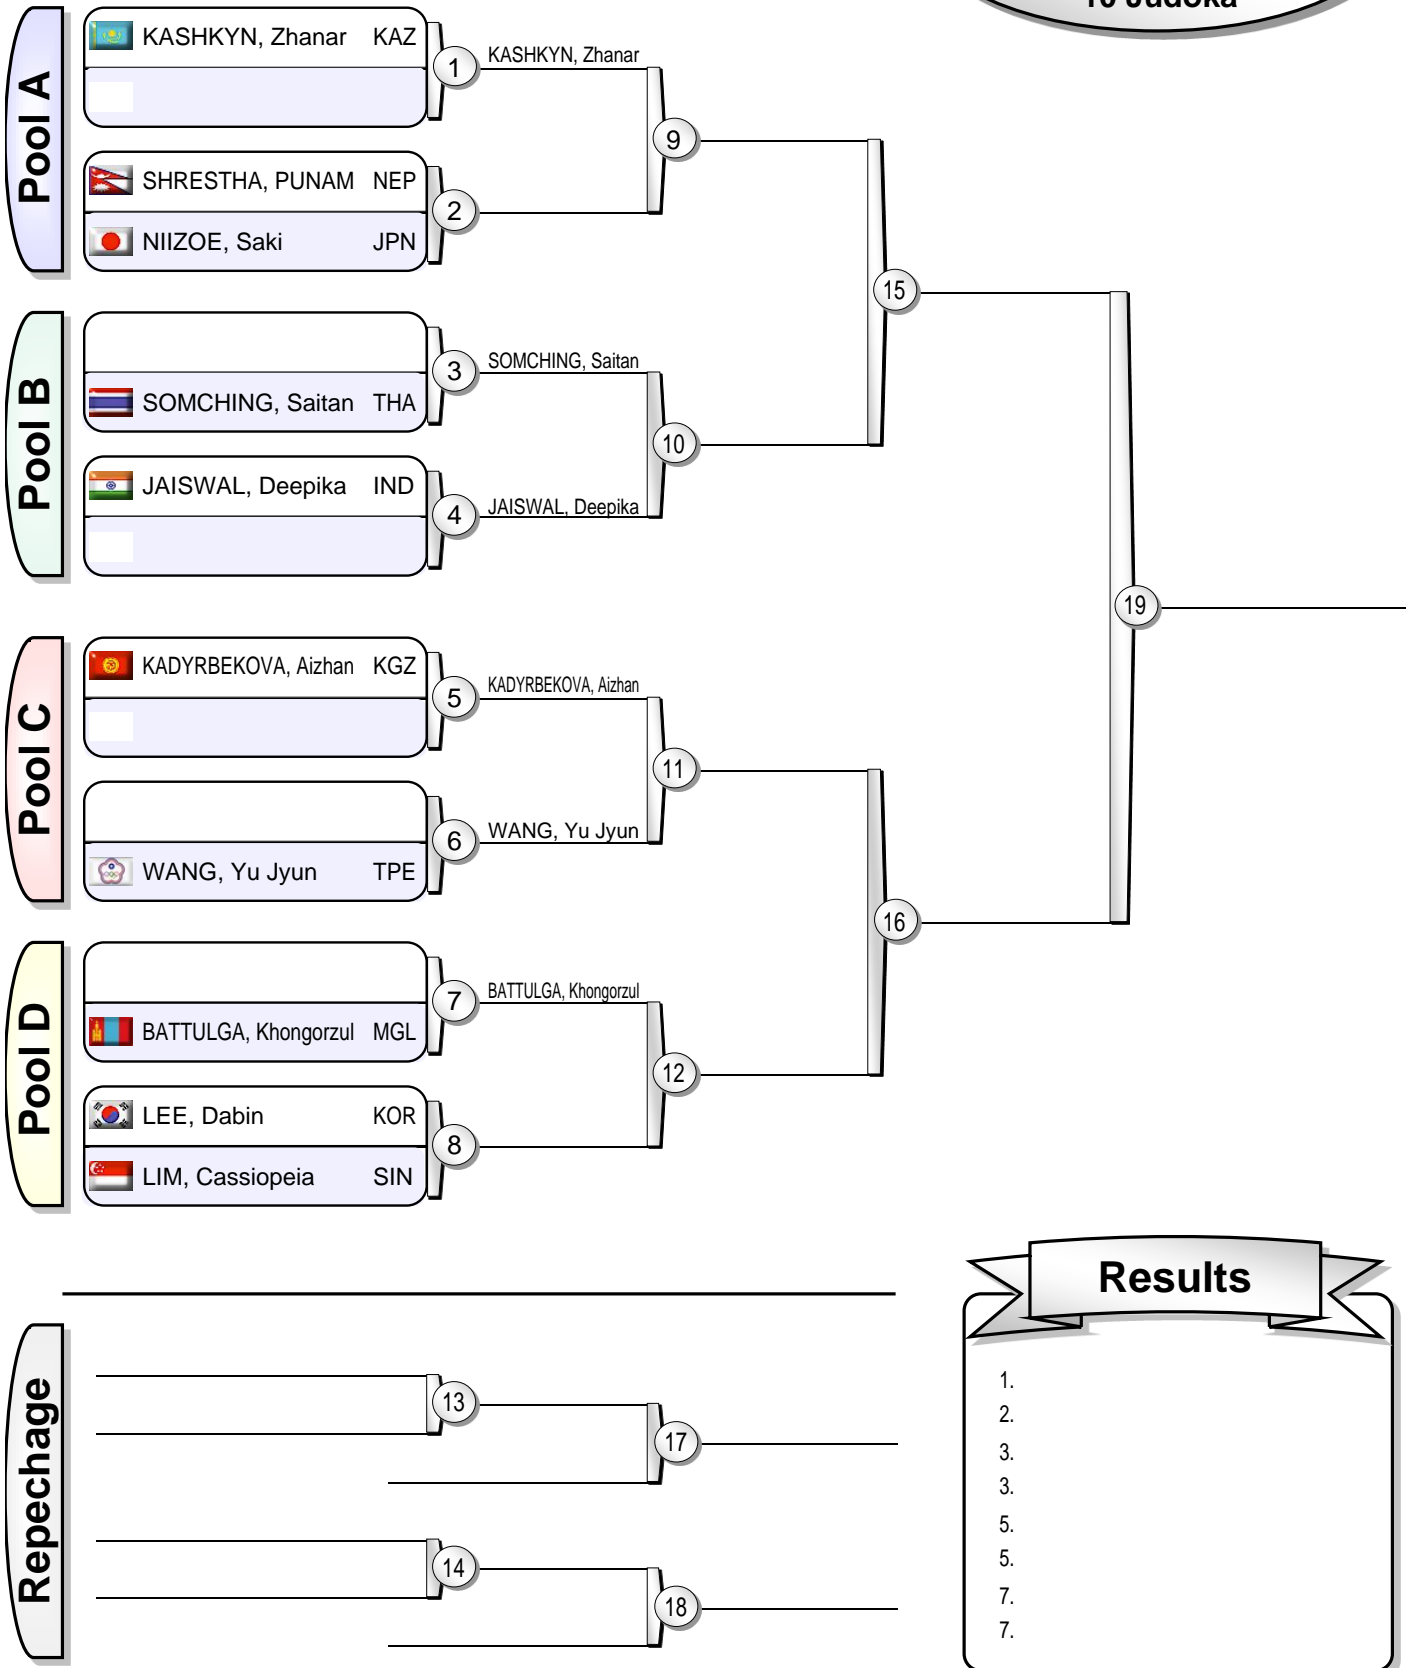 10 Judoka
Pool A
KASHKYN, Zhanar KAZ
1
KASHKYN, Zhanar
9
SHRESTHA, PUNAM NEP
2
NIIZOE, Saki JPN
15
Pool B
3
SOMCHING, Saitan
SOMCHING, Saitan THA
10
JAISWAL, Deepika IND
4
JAISWAL, Deepika
19
Pool C
KADYRBEKOVA, Aizhan KGZ
5
KADYRBEKOVA, Aizhan
11
6
WANG, Yu Jyun
WANG, Yu Jyun TPE
16
Pool D
7
BATTULGA, Khongorzul
BATTULGA, Khongorzul MGL
12
LEE, Dabin KOR
8
LIM, Cassiopeia SIN
Results
1.
2.
3.
3.
5.
5.
7.
7.
Repechage
13
17
14
18